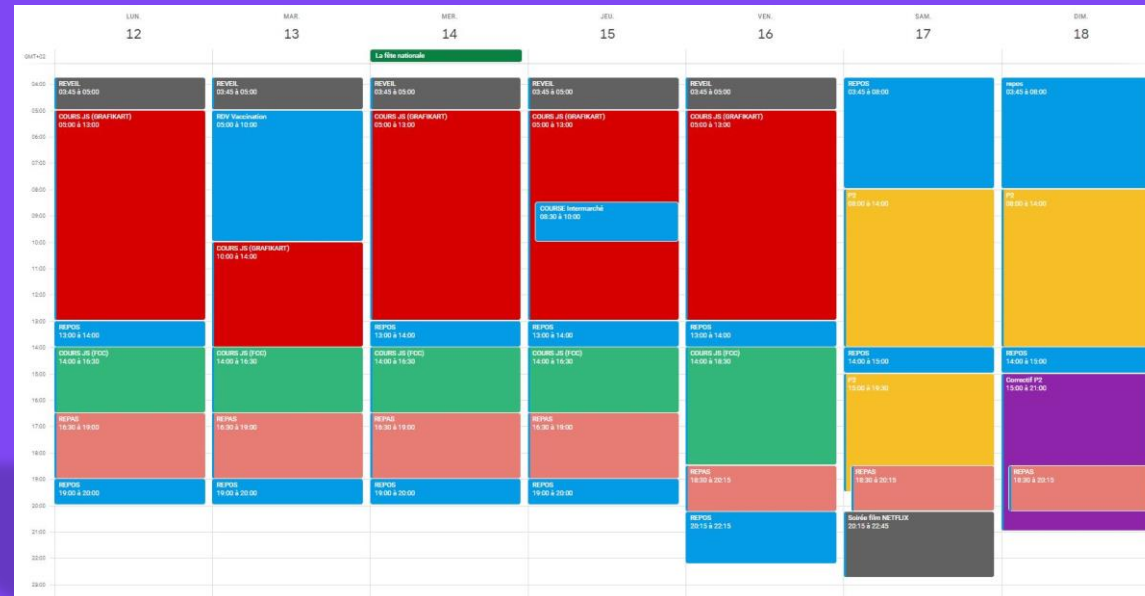 LUN.
12
MAR.
13
MER.
14
JEU.
15
VEN.
16
SAM.
17
DIM.
18
GMT+02
La fête nationale
04:00
05:00
06:00
07:00
08:00
09:00
10:00
11:00
12:00
13:00
14:00
15:00
16:00
17:00
18:00
19:00
20:00
21:00
22:00
23:00
REVEIL
03:45 à 05:00
COURS JS (GRAFIKART)
05:00 à 13:00
REPOS
13:00 à 14:00
COURS JS (FCC)
14:00 à 16:30
REPAS
16:30 à 19:00
REPOS
19:00 à 20:00
REVEIL
03:45 à 05:00
RDV Vaccination
05:00 à 10:00
COURS JS (GRAFIKART)
10:00 à 14:00
COURS JS (FCC)
14:00 à 16:30
REPAS
16:30 à 19:00
REPOS
19:00 à 20:00
REVEIL
03:45 à 05:00
COURS JS (GRAFIKART)
05:00 à 13:00
REPOS
13:00 à 14:00
COURS JS (FCC)
14:00 à 16:30
REPAS
16:30 à 19:00
REPOS
19:00 à 20:00
REVEIL
03:45 à 05:00
COURS JS (GRAFIKART)
05:00 à 13:00
COURSE Intermarché
08:30 à 10:00
REPOS
13:00 à 14:00
COURS JS (FCC)
14:00 à 16:30
REPAS
16:30 à 19:00
REPOS
19:00 à 20:00
REVEIL
03:45 à 05:00
COURS JS (GRAFIKART)
05:00 à 13:00
REPOS
13:00 à 14:00
COURS JS (FCC)
14:00 à 18:30
REPAS
18:30 à 20:15
REPOS
20:15 à 22:15
REPOS
03:45 à 08:00
P2
08:00 à 14:00
REPOS
14:00 à 15:00
P2
15:00 à 19:30
REPAS
18:30 à 20:15
Soirée film NETFLIX
20:15 à 22:45
repos
03:45 à 08:00
P2
08:00 à 14:00
REPOS
14:00 à 15:00
Correctif P2
15:00 à 21:00
REPAS
18:30 à 20:15